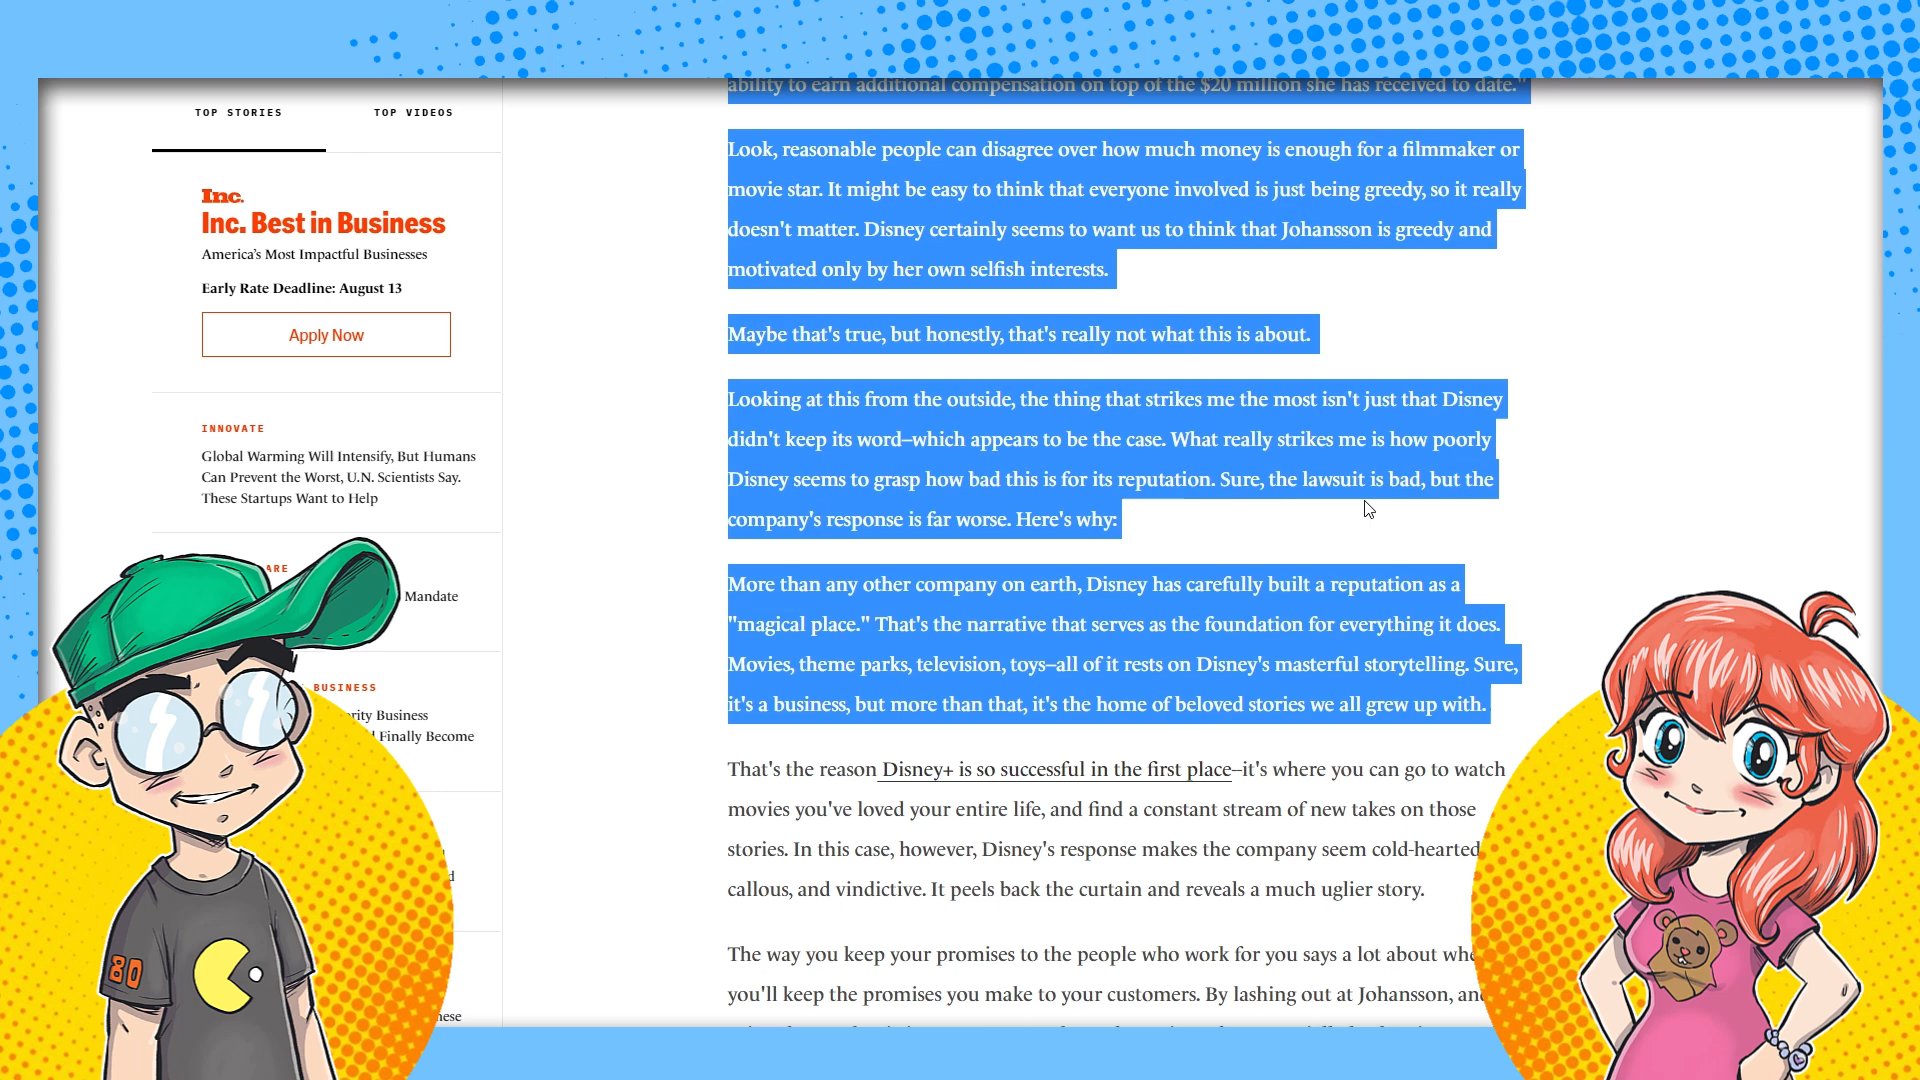 TOP STORIES
TOP VIDEOS
Inc.
Inc. Best in Business
America's Most Impactful Businesses
Early Rate Deadline: August 13
Apply Now
INNOVATE
Global Warming Will Intensify, But Humans
Can Prevent the Worst, U.N. Scientists Say.
These Startups Want to Help
Mandate
BUSINESS
Business
Finally Become
ability to earn additional compensation on top of the $20 million she has received to date."
Look, reasonable people can disagree over how much money is enough for a filmmaker or
movie star. It might be easy to think that everyone involved is just being greedy, so it really
doesn't matter. Disney certainly seems to want us to think that Johansson is greedy and
motivated only by her own selfish interests.
Maybe that's true, but honestly, that's really not what this is about.
Looking at this from the outside, the thing that strikes me the most isn't just that Disney
didn't keep its word–which appears to be the case. What really strikes me is how poorly
Disney seems to grasp how bad this is for its reputation. Sure, the lawsuit is bad, but the
company's response is far worse. Here's why:
More than any other company on earth, Disney has carefully built a reputation as a
"magical place." That's the narrative that serves as the foundation for everything it does.
Movies, theme parks, television, toys–all of it rests on Disney's masterful storytelling. Sure,
it's a business, but more than that, it's the home of beloved stories we all grew up with.
That's the reason Disney+ is so successful in the first place–it's where you can go to watch
movies you've loved your entire life, and find a constant stream of new takes on those
stories. In this case, however, Disney's response makes the company seem cold-hearted
callous, and vindictive. It peels back the curtain and reveals a much uglier story.
The way you keep your promises to the people who work for you says a lot about
you'll keep the promises you make to your customers. By lashing out at Johansson,
80